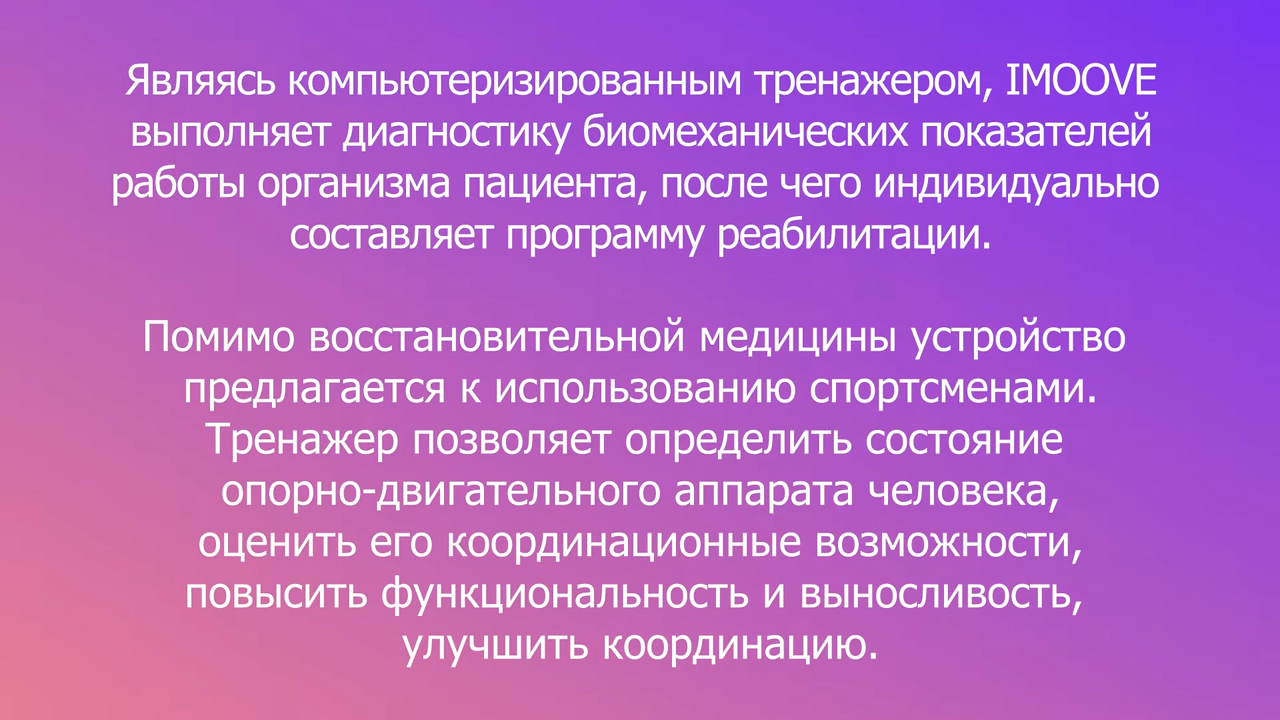 Являясь компьютеризированным тренажером, IMOOVE
выполняет диагностику биомеханических показателей
работы организма пациента, после чего индивидуально
составляет программу реабилитации.
Помимо восстановительной медицины устройство
предлагается к использованию спортсменами.
Тренажер позволяет определить состояние
опорно-двигательного аппарата человека,
оценить его координационные возможности,
повысить функциональность и выносливость,
улучшить координацию.